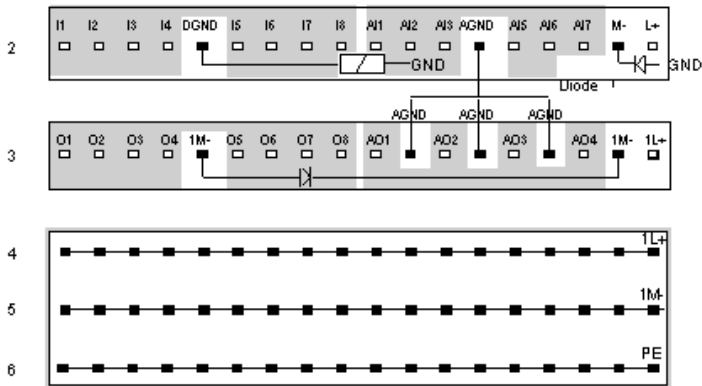 I1 I2 I3 I4 DGND I5 I6 I7 I8 AI1 AI2 AI3 AGND AI5 AI6 AI7 M- L+
2
GND GND
Diode
AGND AGND AGND
O1 O2 O3 O4 1M- O5 O6 O7 O8 AO1 AO2 AO3 AO4 1M- 1L+
3
1L+
4
1M-
5
PE
6